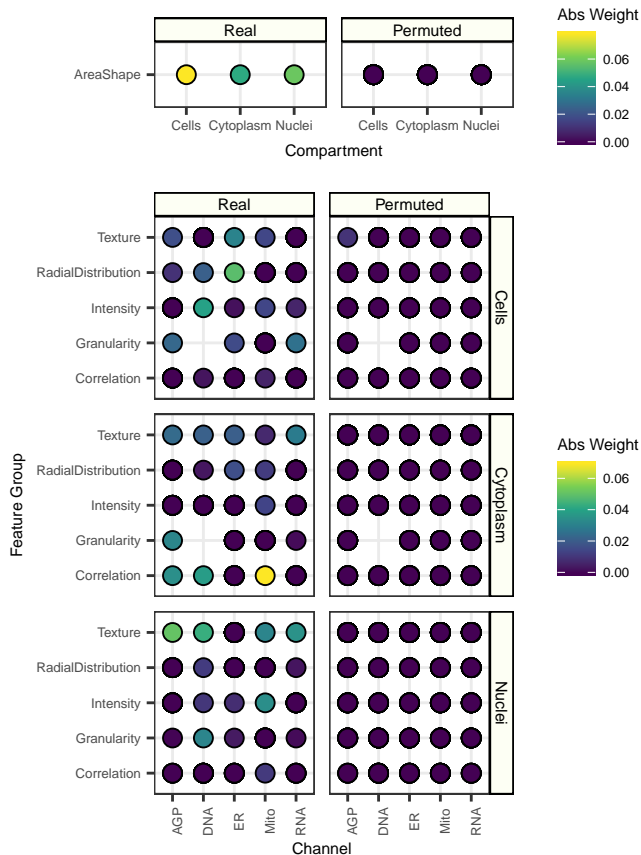 Real Permuted
AreaShape
Cells Cytoplasm Nuclei Cells Cytoplasm Nuclei
Compartment
Abs Weight
0.06
0.04
0.02
0.00
Real Permuted
Texture
RadialDistribution
Intensity
Granularity
Correlation
Cells
Texture
RadialDistribution
Intensity
Granularity
Correlation
Cytoplasm
Texture
RadialDistribution
Intensity
Granularity
Correlation
Nuclei
Feature Group
AGP DNA ER Mito RNA AGP DNA ER Mito RNA
Channel
Abs Weight
0.06
0.04
0.02
0.00